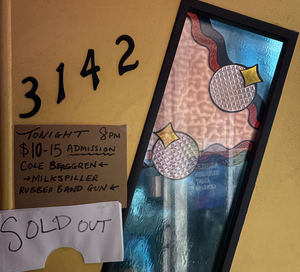 3142
TONIGHT 8PM
$10-15 ADMISSION
COLE BERGGREN ←
→MILKSPILLER
RUBBER BAND GUN ←
SOLD OUT